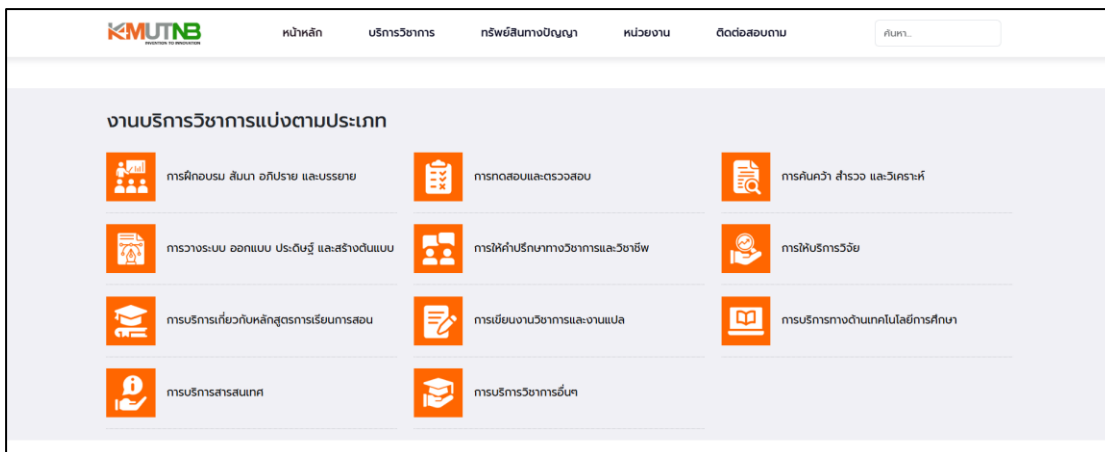 KMUTNB
INVENTION TO INNOVATION
หน้าหลัก
บริการวิชาการ
ทรัพย์สินทางปัญญา
หน่วยงาน
ติดต่อสอบถาม
ค้นหา...
งานบริการวิชาการแบ่งตามประเภท
การฝึกอบรม สัมนา อภิปราย และบรรยาย
การทดสอบและตรวจสอบ
การค้นคว้า สำรวจ และวิเคราะห์
การวางระบบ ออกแบบ ประดิษฐ์ และสร้างต้นแบบ
การให้คำปรึกษาทางวิชาการและวิชาชีพ
การให้บริการวิจัย
การบริการเกี่ยวกับหลักสูตรการเรียนการสอน
การเขียนงานวิชาการและงานแปล
การบริการทางด้านเทคโนโลยีการศึกษา
การบริการสารสนเทศ
การบริการวิชาการอื่นๆ